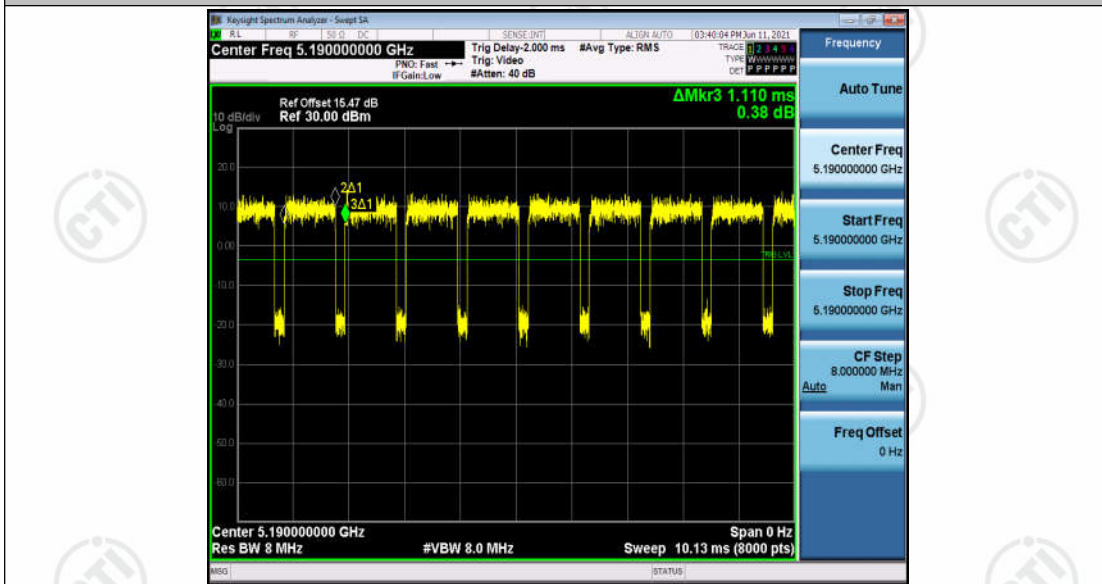 Keysight Spectrum Analyzer - Swept SA
RL RF 50 Ω DC SENSE:INT ALIGN AUTO 03:40:04 PM Jun 11, 2021
Center Freq 5.190000000 GHz
PNO: Fast
IFGain:Low
Trig Delay-2.000 ms
Trig: Video
#Atten: 40 dB
#Avg Type: RMS
TRACE 1 2 3 4 5 6
TYPE
DET P P P P P P
Ref Offset 15.47 dB
10 dB/div Ref 30.00 dBm
Log
ΔMkr3 1.110 ms
0.38 dB
20.0
10.0
0.00
-10.0
-20.0
-30.0
-40.0
-50.0
-60.0
2Δ1
3Δ1
TRIG LVL
Center 5.190000000 GHz
Span 0 Hz
Res BW 8 MHz
#VBW 8.0 MHz
Sweep 10.13 ms (8000 pts)
MSG
STATUS
Frequency
Auto Tune
Center Freq
5.190000000 GHz
Start Freq
5.190000000 GHz
Stop Freq
5.190000000 GHz
CF Step
8.000000 MHz
Auto Man
Freq Offset
0 Hz
CTI
CTI